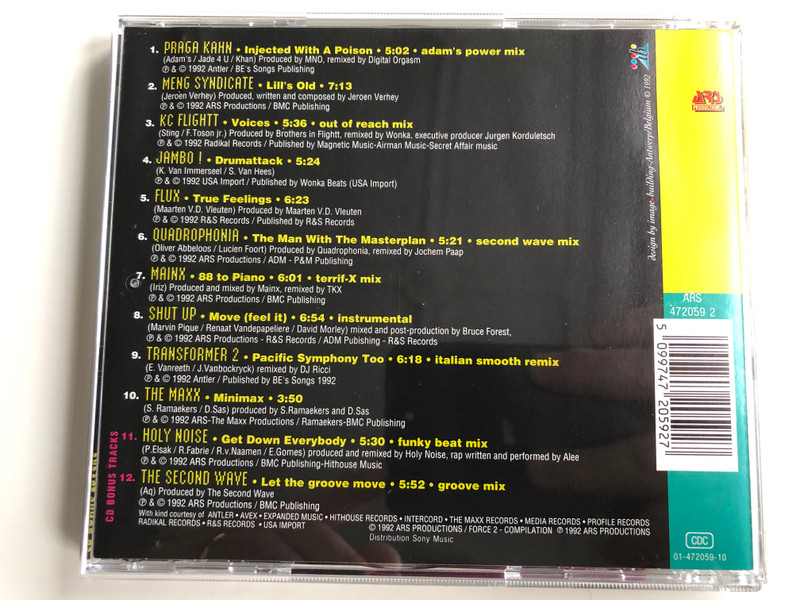 1. PRAGA KAHN • Injected With A Poison • 5:02 • adam's power mix
(Adam's / Jade 4 U / Khan) Produced by MNO, remixed by Digital Orgasm
℗ & © 1992 Antler / BE's Songs Publishing
2. MENG SYNDICATE • Lill's Old • 7:13
(Jeroen Verhey) Produced, written and composed by Jeroen Verhey
℗ & © 1992 ARS Productions / BMC Publishing
3. KC FLIGHTT • Voices • 5:36 • out of reach mix
(Sting / F.Toson jr.) Produced by Brothers in Flightt, remixed by Wonka, executive producer Jurgen Korduletsch
℗ & © 1992 Radikal Records / Published by Magnetic Music-Airman Music-Secret Affair music
4. JAMBO ! • Drumattack • 5:24
(K. Van Immerseel / S. Van Hees)
℗ & © 1992 USA Import / Published by Wonka Beats (USA Import)
5. FLUX • True Feelings • 6:23
(Maarten V.D. Vleuten) Produced by Maarten V.D. Vleuten
℗ & © 1992 R&S Records / Published by R&S Records
6. QUADROPHONIA • The Man With The Masterplan • 5:21 • second wave mix
(Oliver Abbeloos / Lucien Foort) Produced by Quadrophonia, remixed by Jochem Paap
℗ & © 1992 ARS Productions / ADM - P&M Publishing
7. MAINX • 88 to Piano • 6:01 • terrif-X mix
(Iriz) Produced and mixed by Mainx, remixed by TKX
℗ & © 1992 ARS Productions / BMC Publishing
8. SHUT UP • Move (feel it) • 6:54 • instrumental
(Marvin Pique / Renaat Vandepapeliere / David Morley) mixed and post-production by Bruce Forest,
℗ & © 1992 ARS Productions - R&S Records / ADM Publishing - R&S Records
9. TRANSFORMER 2 • Pacific Symphony Too • 6:18 • italian smooth remix
(E. Vanreeth / J.Vanbockryck) remixed by DJ Ricci
℗ & © 1992 Antler / Published by BE's Songs 1992
10. THE MAXX • Minimax • 3:50
(S. Ramaekers / D.Sas) produced by S.Ramaekers and D.Sas
℗ & © 1992 ARS-The Maxx Productions / Ramaekers-BMC Publishing
CD BONUS TRACKS
11. HOLY NOISE • Get Down Everybody • 5:30 • funky beat mix
(P.Elsak / R.Fabrie / R.v.Naamen / E.Gomes) produced and remixed by Holy Noise, rap written and performed by Alee
℗ & © 1992 ARS Productions / BMC Publishing-Hithouse Music
12. THE SECOND WAVE • Let the groove move • 5:52 • groove mix
(Aq) Produced by The Second Wave
℗ & © 1992 ARS Productions / BMC Publishing
With kind courtesy of ANTLER • AVEX • EXPANDED MUSIC • HITHOUSE RECORDS • INTERCORD • THE MAXX RECORDS • MEDIA RECORDS • PROFILE RECORDS
RADIKAL RECORDS • R&S RECORDS • USA IMPORT
© 1992 ARS PRODUCTIONS / FORCE 2 - COMPILATION ℗ 1992 ARS PRODUCTIONS
Distribution Sony Music
design by image-building-Antwerp/Belgium © 1992
ARS
PRODUCTIONS
ARS
472059 2
5 099747 205927
CDC
01-472059-10